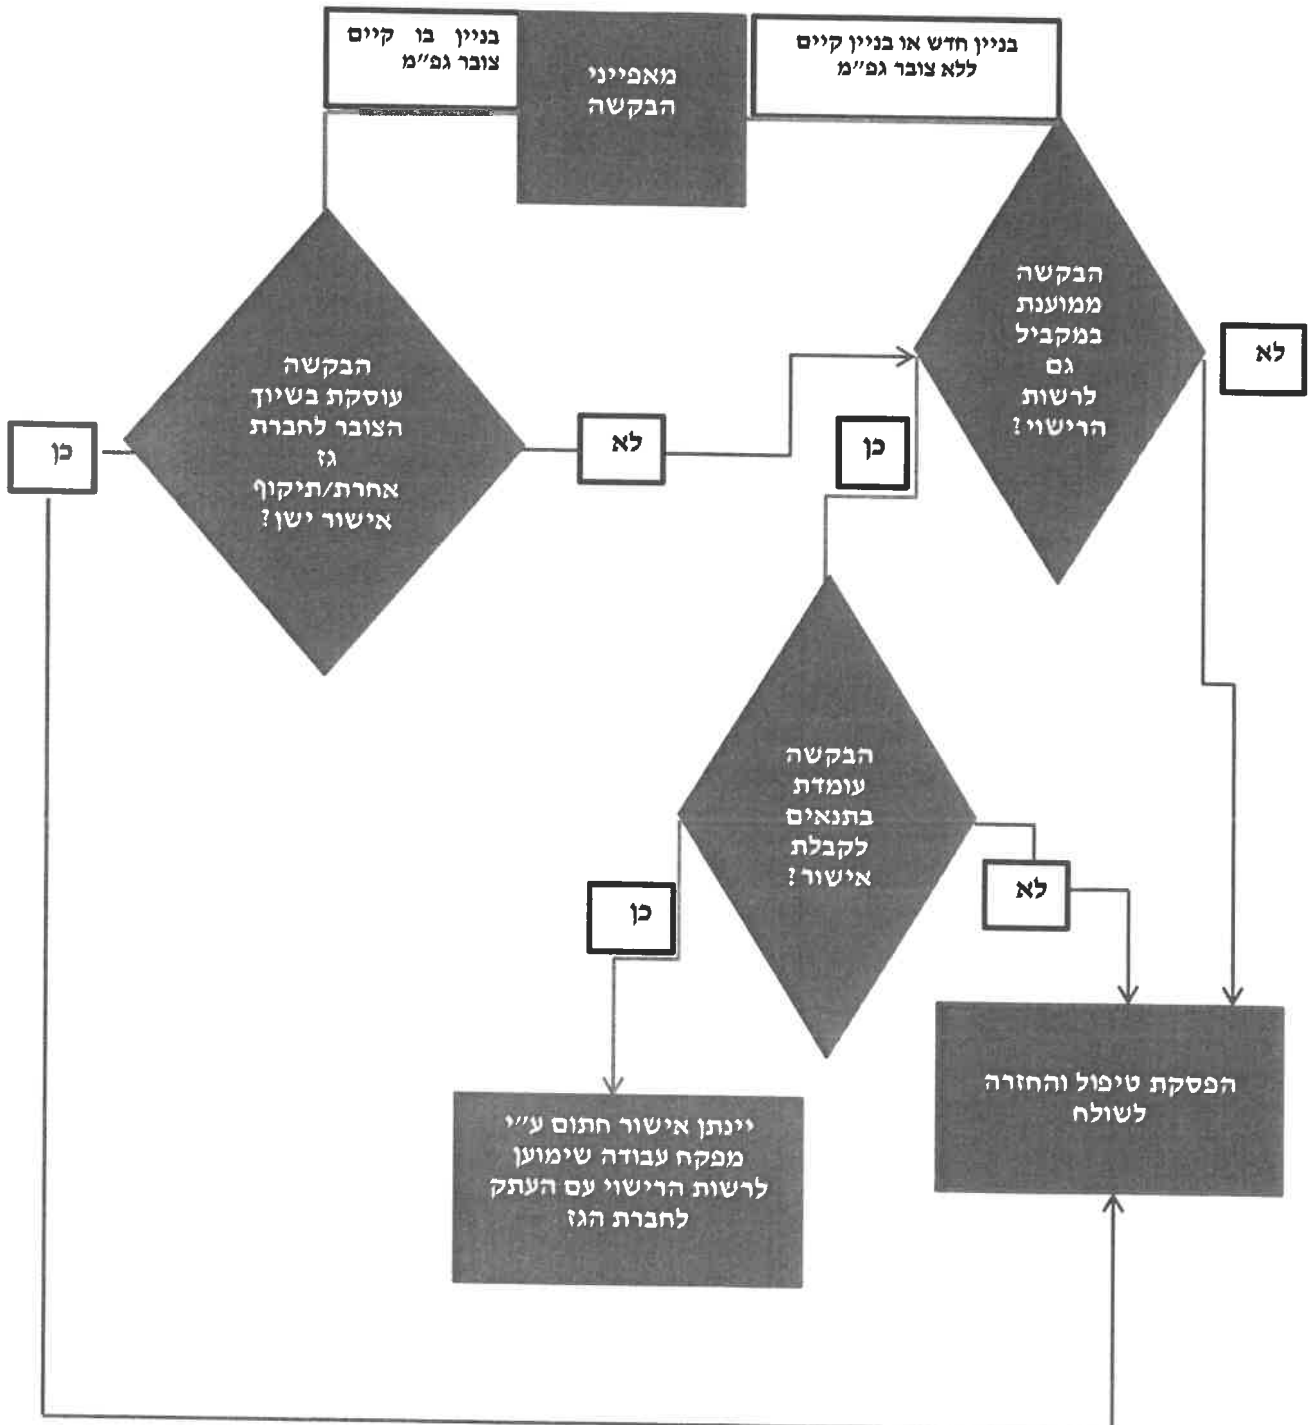 בניין חדש או בניין קיים
ללא צובר גפ״מ
מאפייני
הבקשה
בניין בו קיים
צובר גפ״מ
הבקשה
ממוענת
במקביל
גם
לרשות
הרישוי?
לא
כן
הבקשה
עוסקת בשיוך
הצובר לחברת
גז
אחרת/תיקוף
אישור ישן?
לא
כן
הבקשה
עומדת
בתנאים
לקבלת
אישור?
לא
כן
הפסקת טיפול והחזרה
לשולח
יינתן אישור חתום ע״י
מפקח עבודה שימוען
לרשות הרישוי עם העתק
לחברת הגז